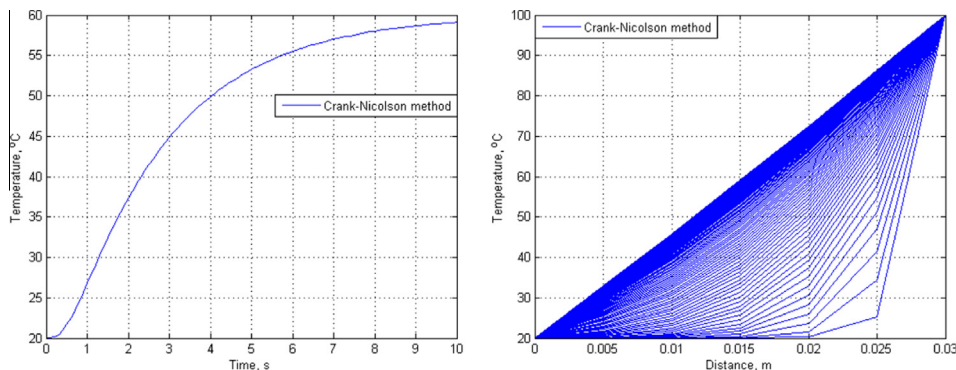 60
55
50
45
40
35
30
25
20
Temperature, ºC
Crank-Nicolson method
0 1 2 3 4 5 6 7 8 9 10
Time, s
100
90
80
70
60
50
40
30
20
Temperature, ºC
Crank-Nicolson method
0 0.005 0.01 0.015 0.02 0.025 0.03
Distance, m